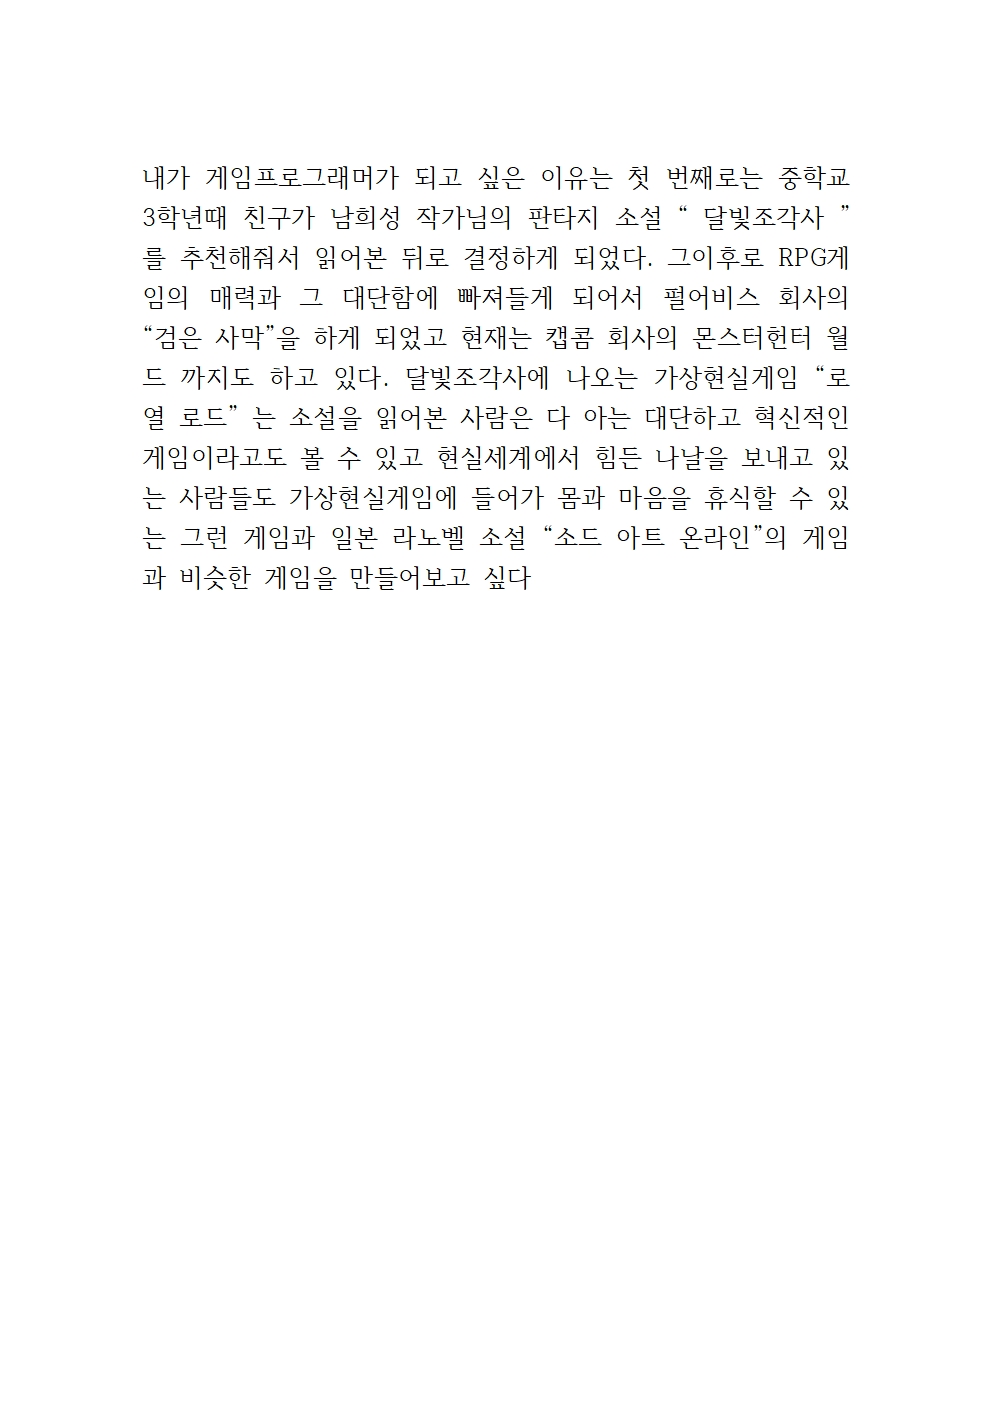 내가 게임프로그래머가 되고 싶은 이유는 첫 번째로는 중학교
3학년때 친구가 남희성 작가님의 판타지 소설 “ 달빛조각사 ”
를 추천해줘서 읽어본 뒤로 결정하게 되었다. 그이후로 RPG게
임의 매력과 그 대단함에 빠져들게 되어서 펄어비스 회사의
“검은 사막”을 하게 되었고 현재는 캡콤 회사의 몬스터헌터 월
드 까지도 하고 있다. 달빛조각사에 나오는 가상현실게임 “로
열 로드” 는 소설을 읽어본 사람은 다 아는 대단하고 혁신적인
게임이라고도 볼 수 있고 현실세계에서 힘든 나날을 보내고 있
는 사람들도 가상현실게임에 들어가 몸과 마음을 휴식할 수 있
는 그런 게임과 일본 라노벨 소설 “소드 아트 온라인”의 게임
과 비슷한 게임을 만들어보고 싶다